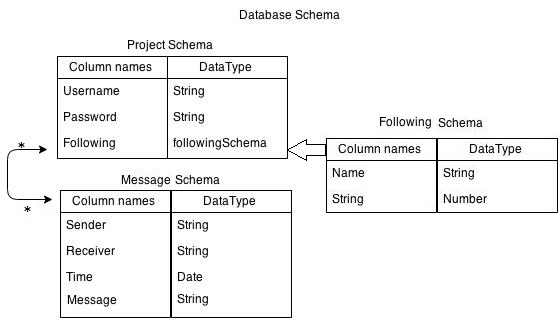 Database Schema
Project Schema
Column names DataType
Username String
Password String
Following followingSchema
*
Following Schema
Column names DataType
Name String
String Number
Message Schema
*
Column names DataType
Sender String
Receiver String
Time Date
Message String